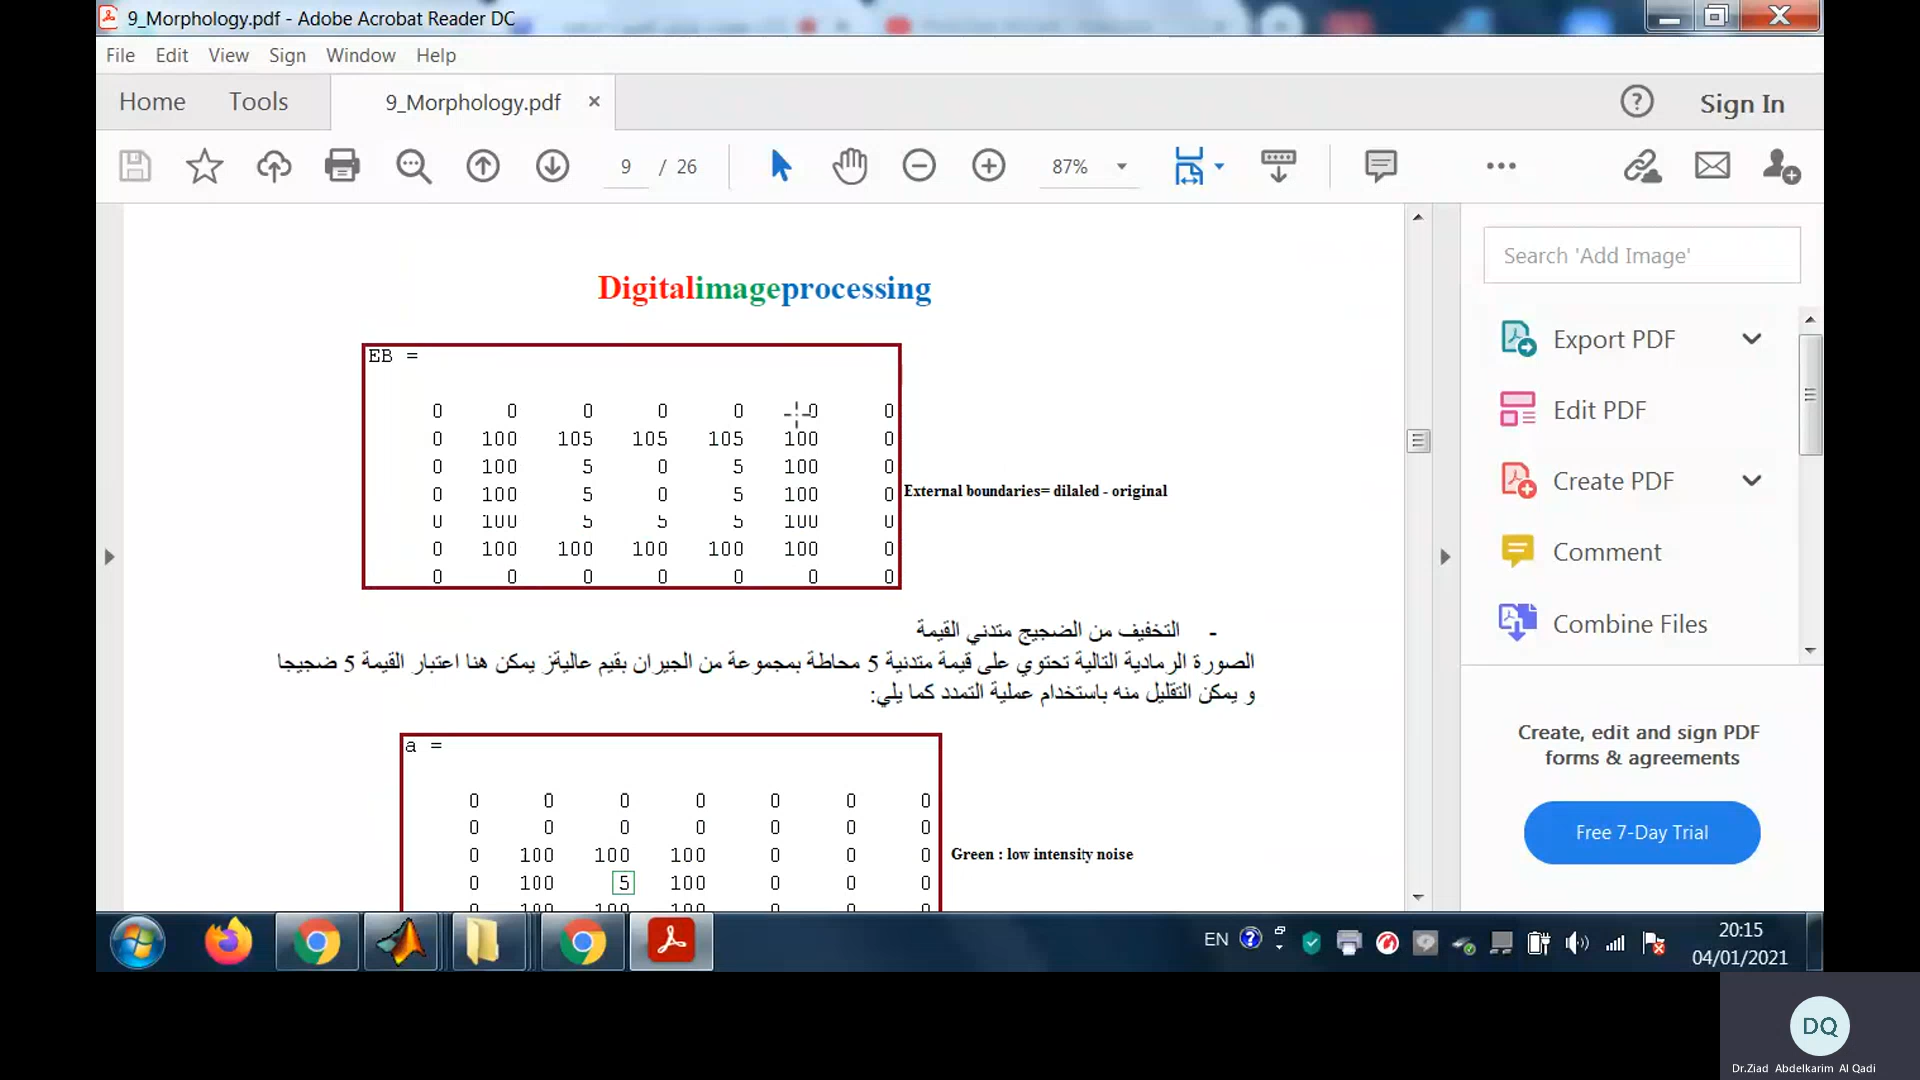 9_Morphology.pdf - Adobe Acrobat Reader DC
File Edit View Sign Window Help
Home Tools 9_Morphology.pdf × ? Sign In
9 / 26 87%
Digitalimageprocessing
EB =
0 0 0 0 0 0 0
0 100 105 105 105 100 0
0 100 5 0 5 100 0
0 100 5 0 5 100 0
0 100 5 5 5 100 0
0 100 100 100 100 100 0
0 0 0 0 0 0 0
External boundaries= dilaled - original
- التخفيف من الضجيج متدني القيمة
الصورة الرمادية التالية تحتوي على قيمة متدنية 5 محاطة بمجموعة من الجيران بقيم عاليتز يمكن هنا اعتبار القيمة 5 ضجيجا
و يمكن التقليل منه باستخدام عملية التمدد كما يلي:
a =
0 0 0 0 0 0 0
0 0 0 0 0 0 0
0 100 100 100 0 0 0
0 100 5 100 0 0 0
0 100 100 100 0 0 0
Green : low intensity noise
Search 'Add Image'
Export PDF
Edit PDF
Create PDF
Comment
Combine Files
Create, edit and sign PDF
forms & agreements
Free 7-Day Trial
EN
20:15
04/01/2021
DQ
Dr.Ziad Abdelkarim Al Qadi